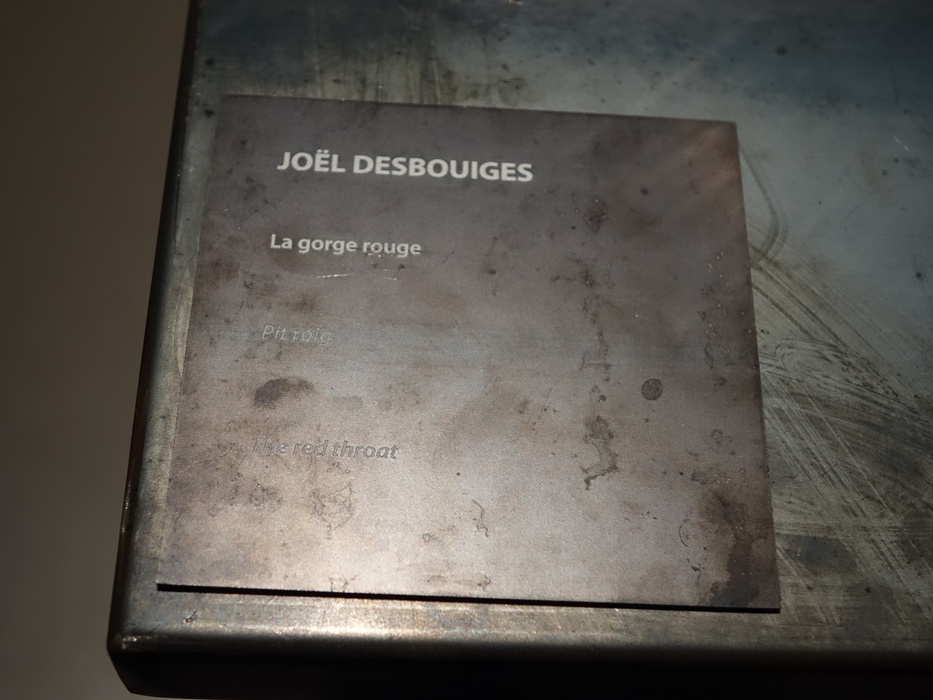 JOËL DESBOUIGES
La gorge rouge
Pit roig
The red throat